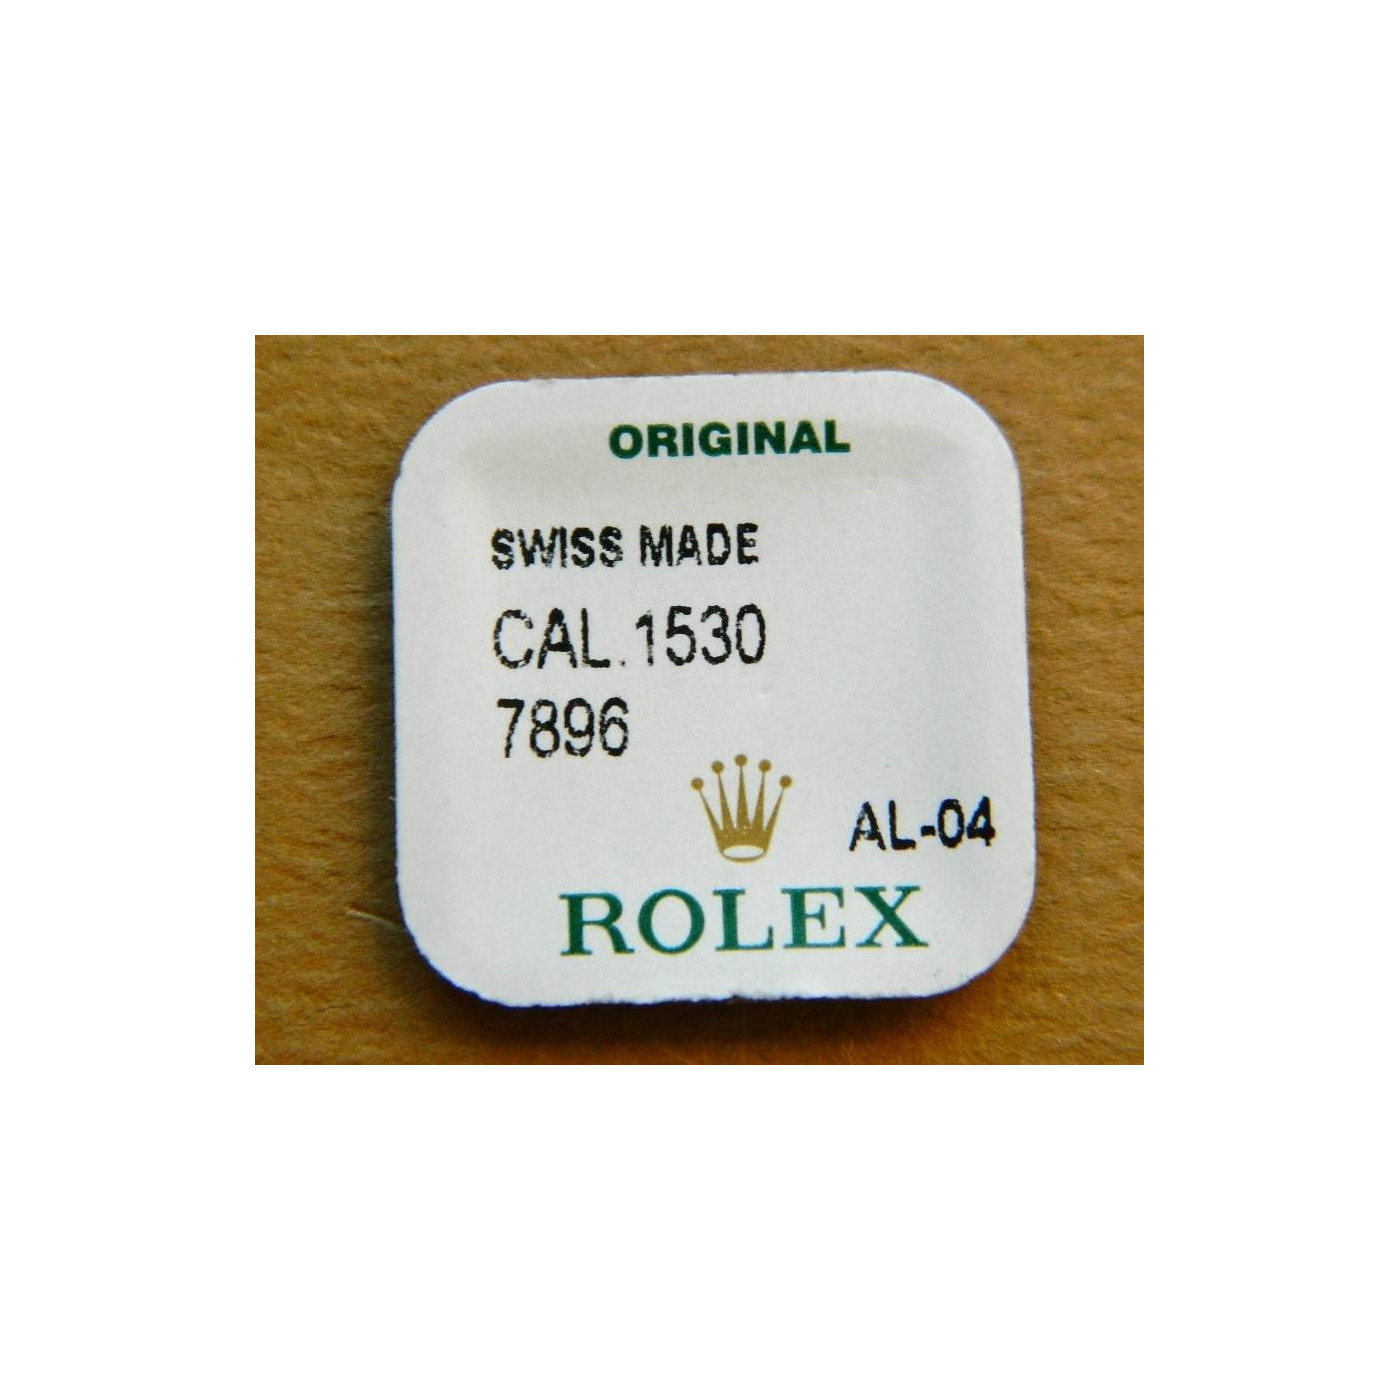 ORIGINAL
SWISS MADE
CAL.1530
7896
AL-04
ROLEX